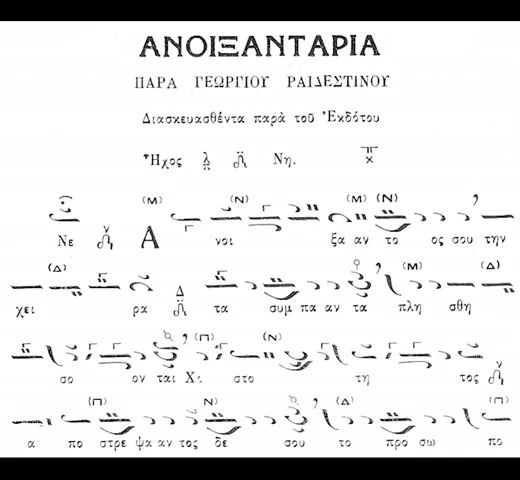 ΑΝΟΙΞΑΝΤΑΡΙΑ
ΠΑΡΑ ΓΕΩΡΓΙΟΥ ΡΑΙΔΕΣΤΙΝΟΥ
Διασκευασθέντα παρὰ τοῦ Ἐκδότου
Ἦχος Νη.
(Μ) (Ν) (Μ) (Ν)
Νε Α νοι ξα αν το ος σου την
(Δ) (Μ) (Δ)
χει ρα Δ τα συμ πα αν τα πλη σθη
(Π) (Ν)
σο ον ται Χ: στο τη τος
(Π) Ν) (Δ) (Π)
α πο στρε ψα αν τος δε σου το προ σω πο